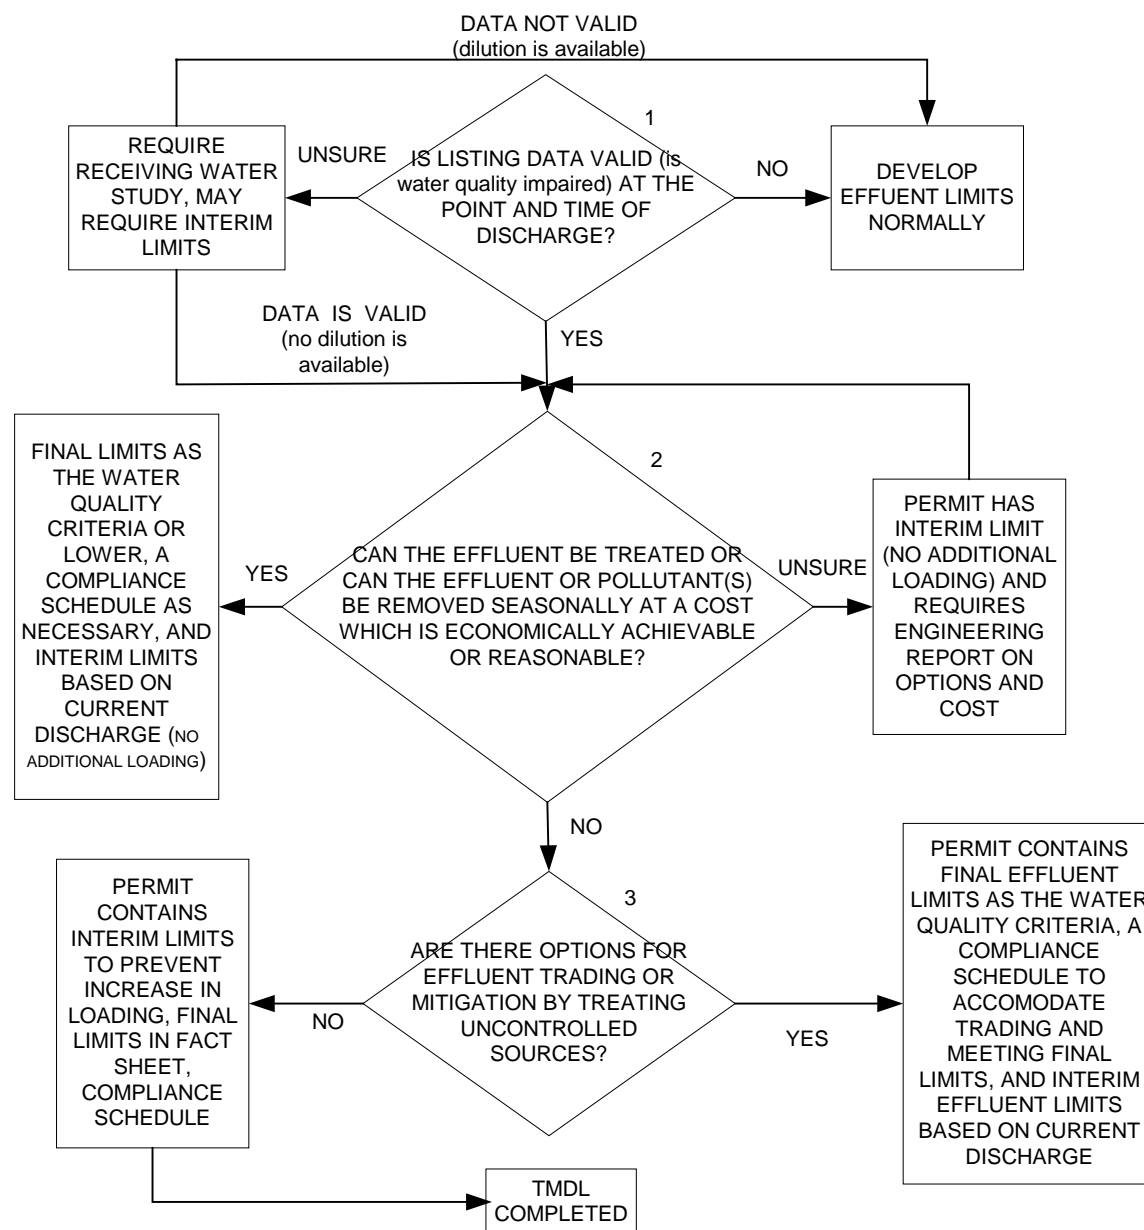 DATA NOT VALID
(dilution is available)
1
REQUIRE
RECEIVING WATER
STUDY, MAY
REQUIRE INTERIM
LIMITS
UNSURE
IS LISTING DATA VALID (is
water quality impaired) AT THE
POINT AND TIME OF
DISCHARGE?
NO
DEVELOP
EFFUENT LIMITS
NORMALLY
DATA IS VALID
(no dilution is
available)
YES
2
FINAL LIMITS AS
THE WATER
QUALITY
CRITERIA OR
LOWER, A
COMPLIANCE
SCHEDULE AS
NECESSARY, AND
INTERIM LIMITS
BASED ON
CURRENT
DISCHARGE (NO
ADDITIONAL LOADING)
YES
CAN THE EFFLUENT BE TREATED OR
CAN THE EFFLUENT OR POLLUTANT(S)
BE REMOVED SEASONALLY AT A COST
WHICH IS ECONOMICALLY ACHIEVABLE
OR REASONABLE?
UNSURE
PERMIT HAS
INTERIM LIMIT
(NO ADDITIONAL
LOADING) AND
REQUIRES
ENGINEERING
REPORT ON
OPTIONS AND
COST
NO
3
PERMIT
CONTAINS
INTERIM LIMITS
TO PREVENT
INCREASE IN
LOADING, FINAL
LIMITS IN FACT
SHEET,
COMPLIANCE
SCHEDULE
NO
ARE THERE OPTIONS FOR
EFFLUENT TRADING OR
MITIGATION BY TREATING
UNCONTROLLED
SOURCES?
YES
PERMIT CONTAINS
FINAL EFFLUENT
LIMITS AS THE WATER
QUALITY CRITERIA, A
COMPLIANCE
SCHEDULE TO
ACCOMODATE
TRADING AND
MEETING FINAL
LIMITS, AND INTERIM
EFFLUENT LIMITS
BASED ON CURRENT
DISCHARGE
TMDL
COMPLETED